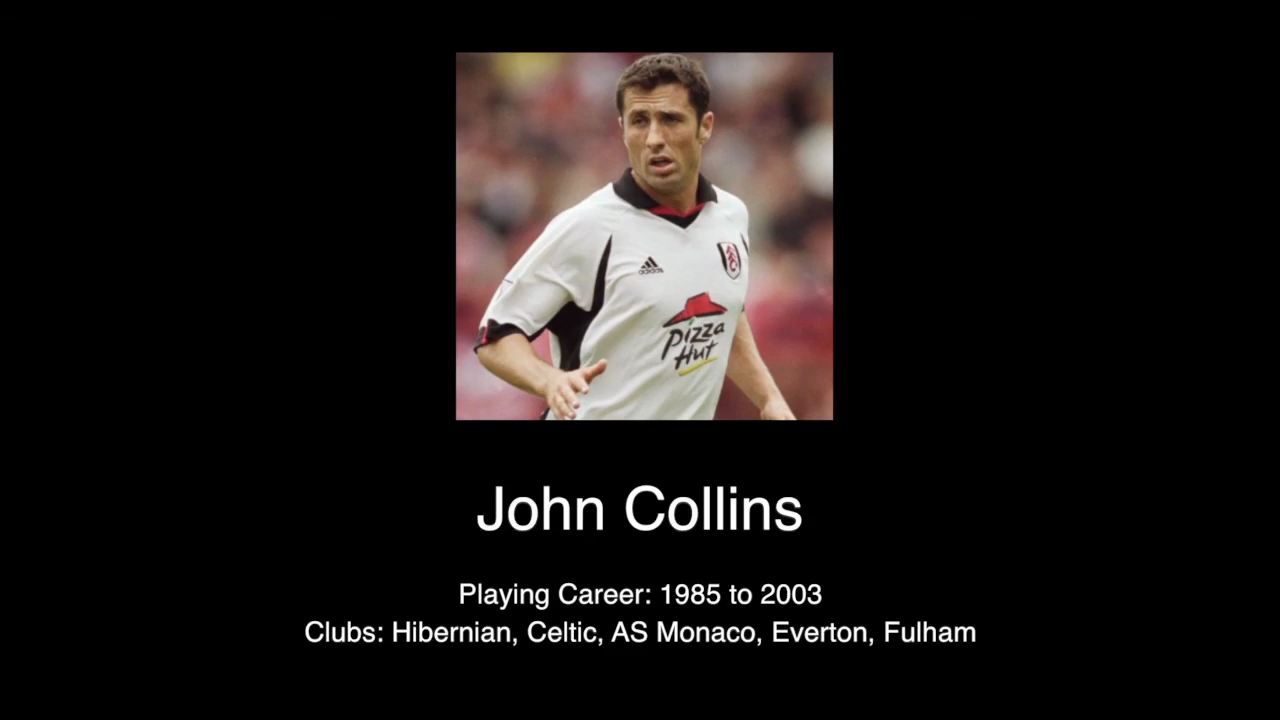 adidas
Pizza
Hut
John Collins
Playing Career: 1985 to 2003
Clubs: Hibernian, Celtic, AS Monaco, Everton, Fulham